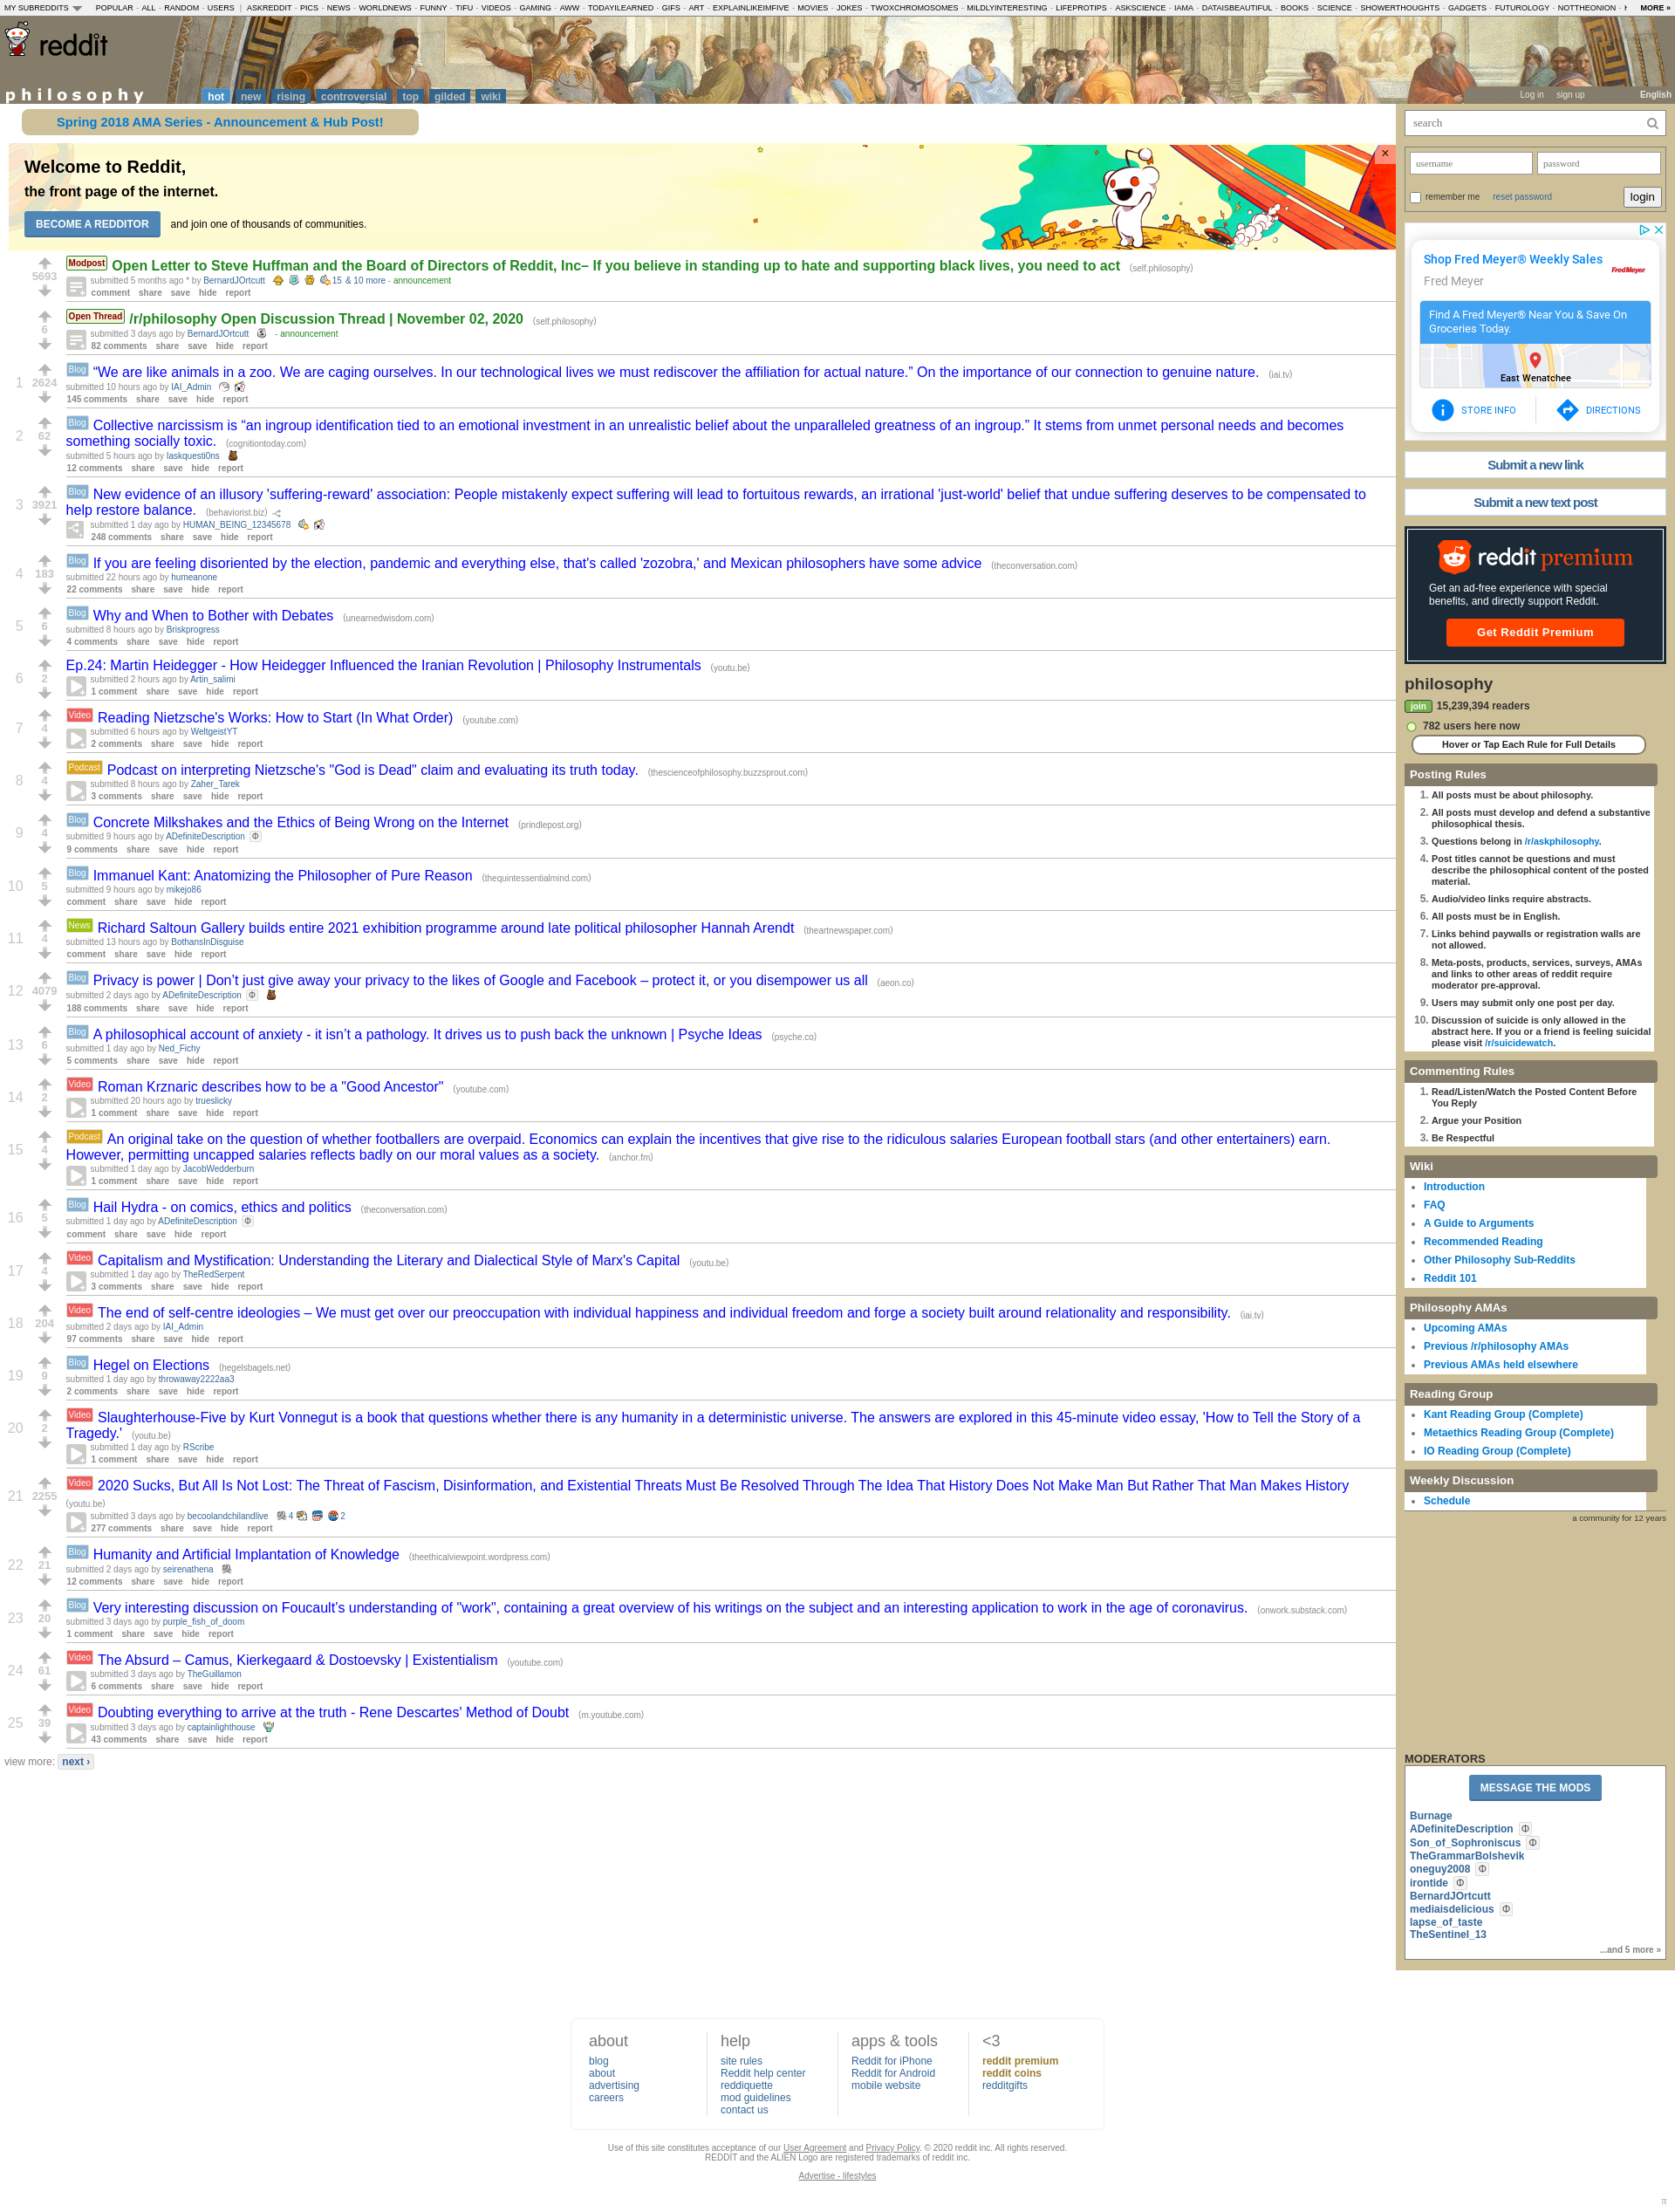 MY SUBREDDITS POPULAR - ALL - RANDOM - USERS | ASKREDDIT - PICS - NEWS - WORLDNEWS - FUNNY - TIFU - VIDEOS - GAMING - AWW - TODAYILEARNED - GIFS - ART - EXPLAINLIKEIMFIVE - MOVIES - JOKES - TWOXCHROMOSOMES - MILDLYINTERESTING - LIFEPROTIPS - ASKSCIENCE - IAMA - DATAISBEAUTIFUL - BOOKS - SCIENCE - SHOWERTHOUGHTS - GADGETS - FUTUROLOGY - NOTTHEONION - MORE »
reddit
philosophy hot new rising controversial top gilded wiki
Log in sign up English
Spring 2018 AMA Series - Announcement & Hub Post!
Welcome to Reddit,
the front page of the internet.
BECOME A REDDITOR and join one of thousands of communities.
×
5693
Modpost Open Letter to Steve Huffman and the Board of Directors of Reddit, Inc– If you believe in standing up to hate and supporting black lives, you need to act (self.philosophy)
submitted 5 months ago * by BernardJOrtcutt 15 & 10 more - announcement
comment share save hide report
6
Open Thread /r/philosophy Open Discussion Thread | November 02, 2020 (self.philosophy)
submitted 3 days ago by BernardJOrtcutt - announcement
82 comments share save hide report
1 2624
Blog “We are like animals in a zoo. We are caging ourselves. In our technological lives we must rediscover the affiliation for actual nature.” On the importance of our connection to genuine nature. (iai.tv)
submitted 10 hours ago by IAI_Admin
145 comments share save hide report
2 62
Blog Collective narcissism is “an ingroup identification tied to an emotional investment in an unrealistic belief about the unparalleled greatness of an ingroup.” It stems from unmet personal needs and becomes
something socially toxic. (cognitiontoday.com)
submitted 5 hours ago by Iaskquesti0ns
12 comments share save hide report
3 3921
Blog New evidence of an illusory 'suffering-reward' association: People mistakenly expect suffering will lead to fortuitous rewards, an irrational 'just-world' belief that undue suffering deserves to be compensated to
help restore balance. (behaviorist.biz)
submitted 1 day ago by HUMAN_BEING_12345678
248 comments share save hide report
4 183
Blog If you are feeling disoriented by the election, pandemic and everything else, that's called 'zozobra,' and Mexican philosophers have some advice (theconversation.com)
submitted 22 hours ago by humeanone
22 comments share save hide report
5 6
Blog Why and When to Bother with Debates (unearnedwisdom.com)
submitted 8 hours ago by Briskprogress
4 comments share save hide report
6 2
Ep.24: Martin Heidegger - How Heidegger Influenced the Iranian Revolution | Philosophy Instrumentals (youtu.be)
submitted 2 hours ago by Artin_salimi
1 comment share save hide report
7 4
Video Reading Nietzsche's Works: How to Start (In What Order) (youtube.com)
submitted 6 hours ago by WeltgeistYT
2 comments share save hide report
8 4
Podcast Podcast on interpreting Nietzsche's "God is Dead" claim and evaluating its truth today. (thescienceofphilosophy.buzzsprout.com)
submitted 8 hours ago by Zaher_Tarek
3 comments share save hide report
9 4
Blog Concrete Milkshakes and the Ethics of Being Wrong on the Internet (prindlepost.org)
submitted 9 hours ago by ADefiniteDescription Φ
9 comments share save hide report
10 5
Blog Immanuel Kant: Anatomizing the Philosopher of Pure Reason (thequintessentialmind.com)
submitted 9 hours ago by mikejo86
comment share save hide report
11 4
News Richard Saltoun Gallery builds entire 2021 exhibition programme around late political philosopher Hannah Arendt (theartnewspaper.com)
submitted 13 hours ago by BothansInDisguise
comment share save hide report
12 4079
Blog Privacy is power | Don’t just give away your privacy to the likes of Google and Facebook – protect it, or you disempower us all (aeon.co)
submitted 2 days ago by ADefiniteDescription Φ
188 comments share save hide report
13 6
Blog A philosophical account of anxiety - it isn’t a pathology. It drives us to push back the unknown | Psyche Ideas (psyche.co)
submitted 1 day ago by Ned_Fichy
5 comments share save hide report
14 2
Video Roman Krznaric describes how to be a "Good Ancestor" (youtube.com)
submitted 20 hours ago by trueslicky
1 comment share save hide report
15 4
Podcast An original take on the question of whether footballers are overpaid. Economics can explain the incentives that give rise to the ridiculous salaries European football stars (and other entertainers) earn.
However, permitting uncapped salaries reflects badly on our moral values as a society. (anchor.fm)
submitted 1 day ago by JacobWedderburn
1 comment share save hide report
16 5
Blog Hail Hydra - on comics, ethics and politics (theconversation.com)
submitted 1 day ago by ADefiniteDescription Φ
comment share save hide report
17 4
Video Capitalism and Mystification: Understanding the Literary and Dialectical Style of Marx's Capital (youtu.be)
submitted 1 day ago by TheRedSerpent
3 comments share save hide report
18 204
Video The end of self-centre ideologies – We must get over our preoccupation with individual happiness and individual freedom and forge a society built around relationality and responsibility. (iai.tv)
submitted 2 days ago by IAI_Admin
97 comments share save hide report
19 9
Blog Hegel on Elections (hegelsbagels.net)
submitted 1 day ago by throwaway2222aa3
2 comments share save hide report
20 2
Video Slaughterhouse-Five by Kurt Vonnegut is a book that questions whether there is any humanity in a deterministic universe. The answers are explored in this 45-minute video essay, 'How to Tell the Story of a
Tragedy.' (youtu.be)
submitted 1 day ago by RScribe
1 comment share save hide report
21 2255
Video 2020 Sucks, But All Is Not Lost: The Threat of Fascism, Disinformation, and Existential Threats Must Be Resolved Through The Idea That History Does Not Make Man But Rather That Man Makes History
(youtu.be)
submitted 3 days ago by becoolandchilandlive 4 2
277 comments share save hide report
22 21
Blog Humanity and Artificial Implantation of Knowledge (theethicalviewpoint.wordpress.com)
submitted 2 days ago by seirenathena
12 comments share save hide report
23 20
Blog Very interesting discussion on Foucault’s understanding of "work", containing a great overview of his writings on the subject and an interesting application to work in the age of coronavirus. (onwork.substack.com)
submitted 3 days ago by purple_fish_of_doom
1 comment share save hide report
24 61
Video The Absurd – Camus, Kierkegaard & Dostoevsky | Existentialism (youtube.com)
submitted 3 days ago by TheGuillamon
6 comments share save hide report
25 39
Video Doubting everything to arrive at the truth - Rene Descartes' Method of Doubt (m.youtube.com)
submitted 3 days ago by captainlighthouse
43 comments share save hide report
view more: next ›
search
username password
remember me reset password login
Shop Fred Meyer® Weekly Sales
Fred Meyer
Fred Meyer
Find A Fred Meyer® Near You & Save On
Groceries Today.
East Wenatchee
STORE INFO DIRECTIONS
Submit a new link
Submit a new text post
reddit premium
Get an ad-free experience with special
benefits, and directly support Reddit.
Get Reddit Premium
philosophy
join 15,239,394 readers
782 users here now
Hover or Tap Each Rule for Full Details
Posting Rules
1. All posts must be about philosophy.
2. All posts must develop and defend a substantive
philosophical thesis.
3. Questions belong in /r/askphilosophy.
4. Post titles cannot be questions and must
describe the philosophical content of the posted
material.
5. Audio/video links require abstracts.
6. All posts must be in English.
7. Links behind paywalls or registration walls are
not allowed.
8. Meta-posts, products, services, surveys, AMAs
and links to other areas of reddit require
moderator pre-approval.
9. Users may submit only one post per day.
10. Discussion of suicide is only allowed in the
abstract here. If you or a friend is feeling suicidal
please visit /r/suicidewatch.
Commenting Rules
1. Read/Listen/Watch the Posted Content Before
You Reply
2. Argue your Position
3. Be Respectful
Wiki
Introduction
FAQ
A Guide to Arguments
Recommended Reading
Other Philosophy Sub-Reddits
Reddit 101
Philosophy AMAs
Upcoming AMAs
Previous /r/philosophy AMAs
Previous AMAs held elsewhere
Reading Group
Kant Reading Group (Complete)
Metaethics Reading Group (Complete)
IO Reading Group (Complete)
Weekly Discussion
Schedule
a community for 12 years
MODERATORS
MESSAGE THE MODS
Burnage
ADefiniteDescription Φ
Son_of_Sophroniscus Φ
TheGrammarBolshevik
oneguy2008 Φ
irontide Φ
BernardJOrtcutt
mediaisdelicious Φ
lapse_of_taste
TheSentinel_13
...and 5 more »
about
blog
about
advertising
careers
help
site rules
Reddit help center
reddiquette
mod guidelines
contact us
apps & tools
Reddit for iPhone
Reddit for Android
mobile website
<3
reddit premium
reddit coins
redditgifts
Use of this site constitutes acceptance of our User Agreement and Privacy Policy. © 2020 reddit inc. All rights reserved.
REDDIT and the ALIEN Logo are registered trademarks of reddit inc.
Advertise - lifestyles
π